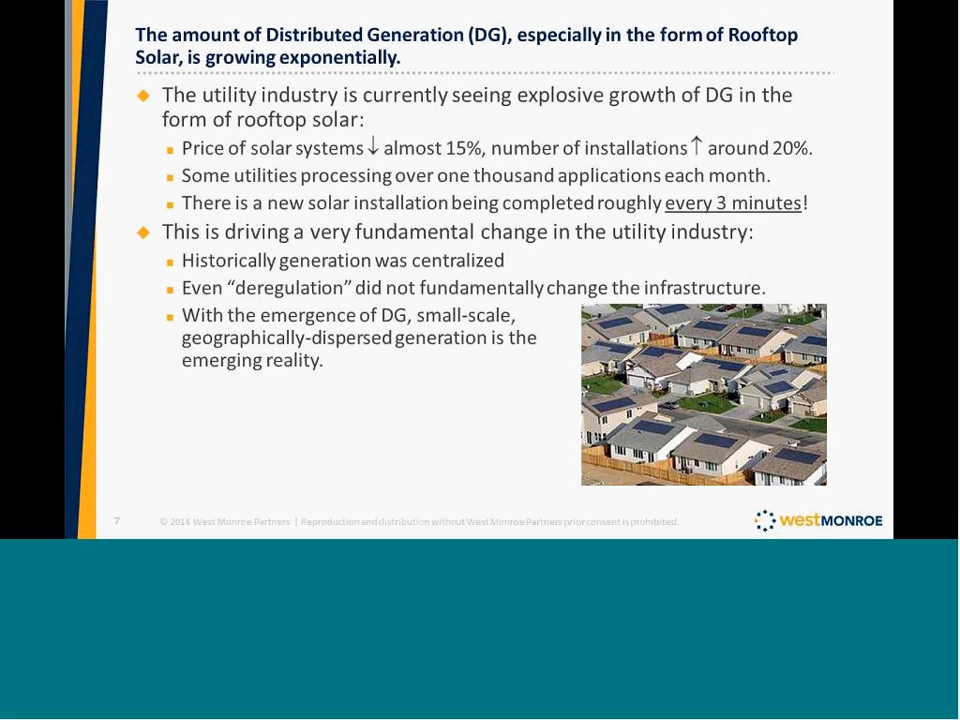 The amount of Distributed Generation (DG), especially in the form of Rooftop
Solar, is growing exponentially.
The utility industry is currently seeing explosive growth of DG in the
form of rooftop solar:
Price of solar systems ↓ almost 15%, number of installations ↑ around 20%.
Some utilities processing over one thousand applications each month.
There is a new solar installation being completed roughly every 3 minutes!
This is driving a very fundamental change in the utility industry:
Historically generation was centralized
Even “deregulation” did not fundamentally change the infrastructure.
With the emergence of DG, small-scale,
geographically-dispersed generation is the
emerging reality.
7 © 2014 West Monroe Partners | Reproduction and distribution without West Monroe Partners prior consent is prohibited.
westMONROE